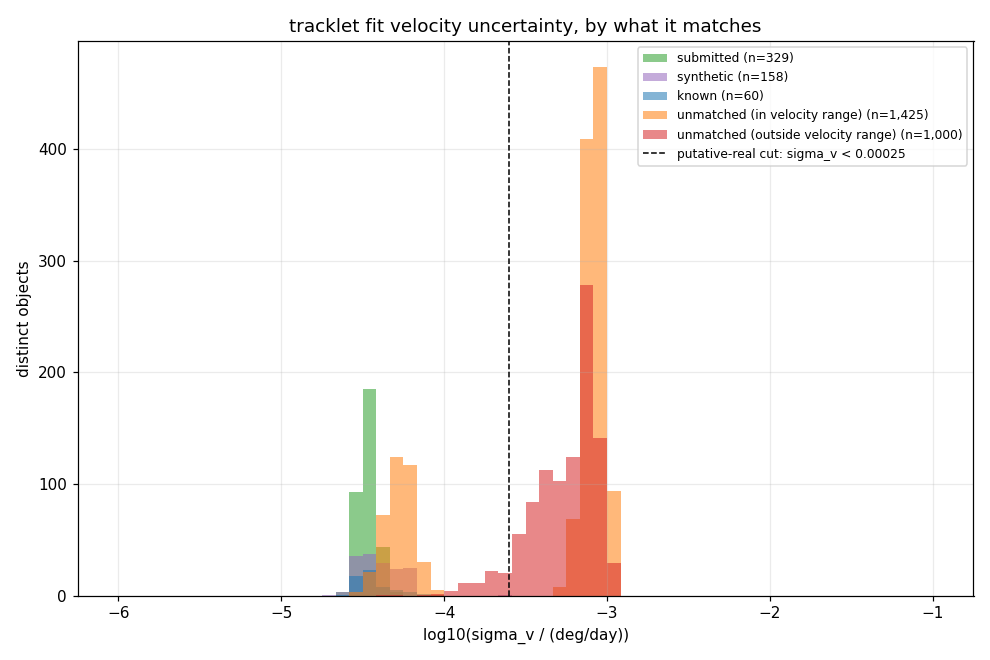 tracklet fit velocity uncertainty, by what it matches
submitted (n=329)
synthetic (n=158)
known (n=60)
unmatched (in velocity range) (n=1,425)
unmatched (outside velocity range) (n=1,000)
putative-real cut: sigma_v < 0.00025
distinct objects
400
300
200
100
0
−6
−5
−4
−3
−2
−1
log10(sigma_v / (deg/day))